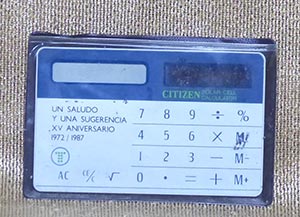 CITIZEN SOLAR CELL CALCULATOR
UN SALUDO
Y UNA SUGERENCIA
XV ANIVERSARIO
1972 / 1987
7 8 9 ÷ %
4 5 6 × M
1 2 3 − M-
AC C √ 0 · = + M+